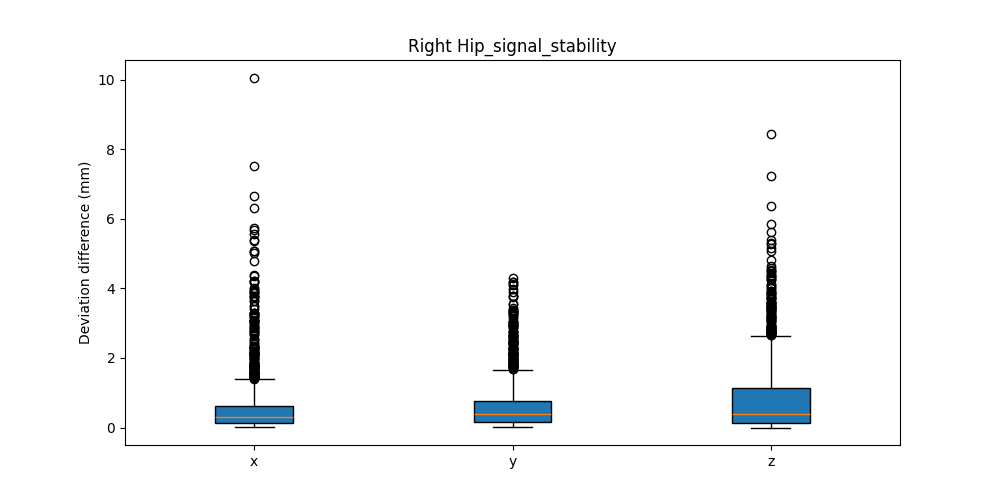 Right Hip_signal_stability
Deviation difference (mm)
10
8
6
4
2
0
x
y
z